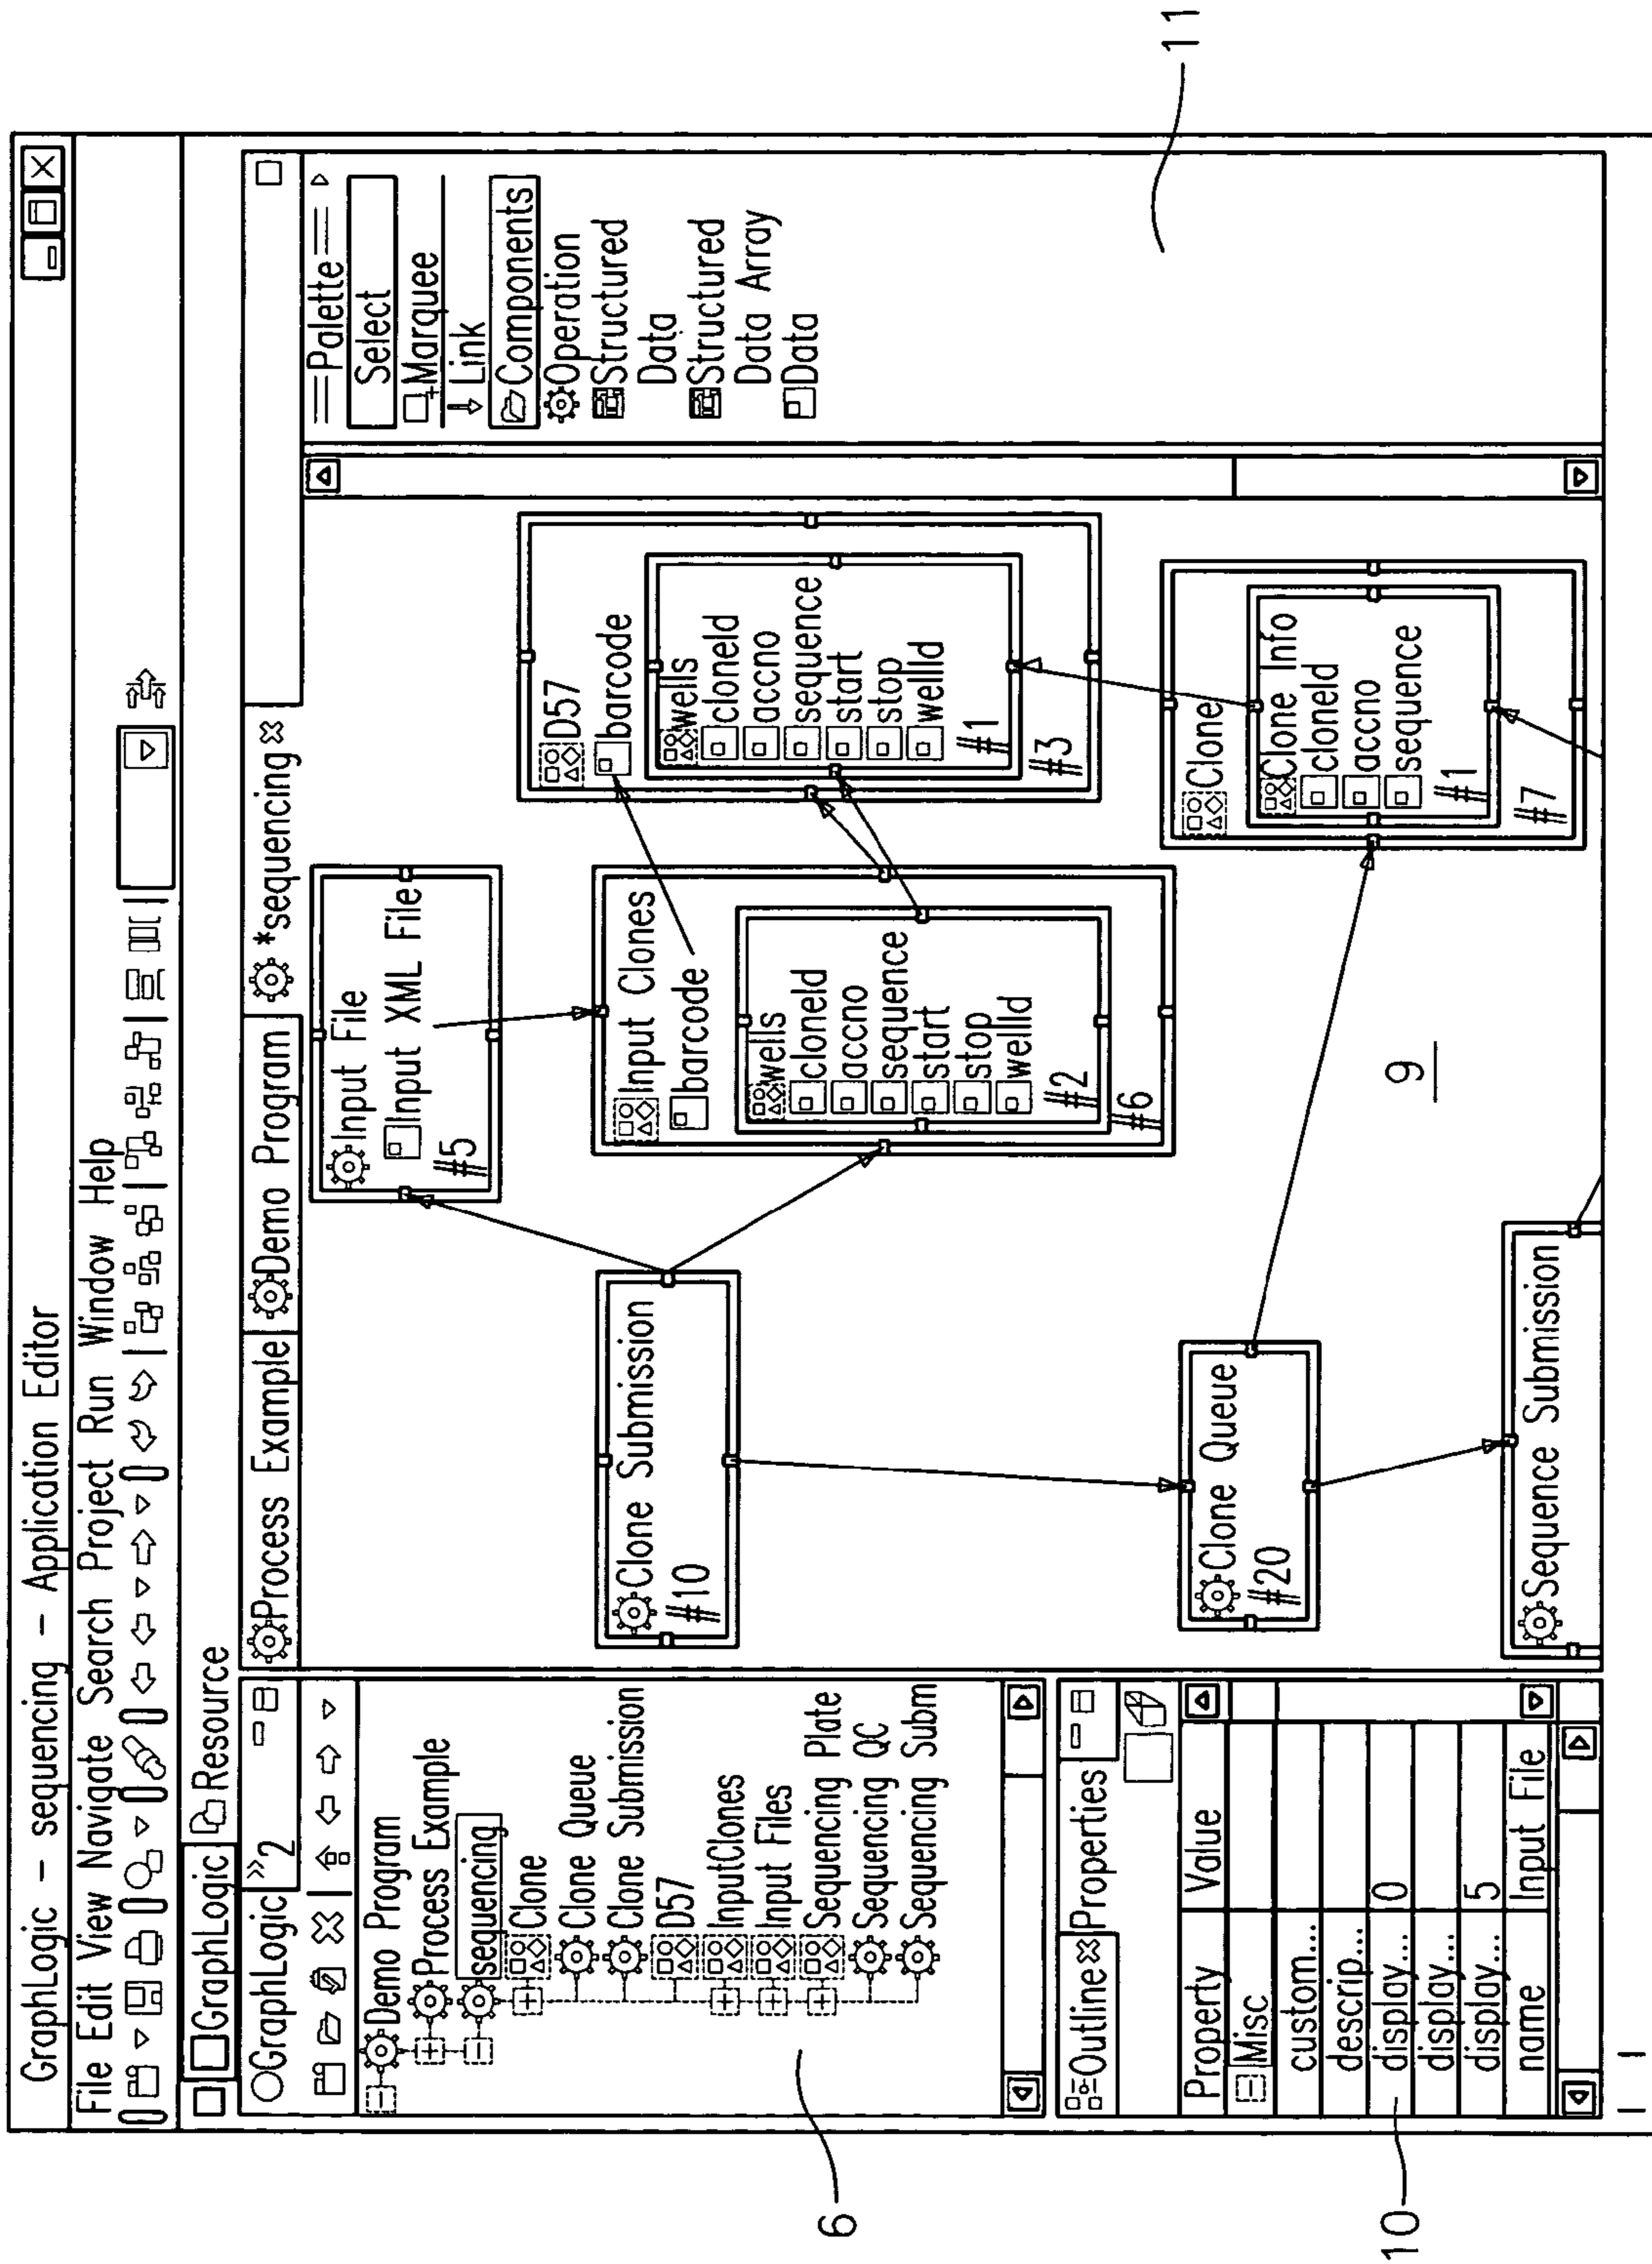 GraphLogic – sequencing – Application Editor
File Edit View Navigate Search Project Run Window Help
GraphLogic Resource
GraphLogic »2
Demo Program
Process Example
sequencing
Clone
Clone Queue
Clone Submission
D57
InputClones
Input Files
Sequencing Plate
Sequencing QC
Sequencing Subm
6
Outline Properties
Property Value
Misc
custom...
descrip...
display... 0
display...
display... 5
name Input File
10
Process Example Demo Program *sequencing
Clone Submission
#10
Input File
Input XML File
#5
Input Clones
barcode
wells
cloneId
accno
sequence
start
stop
wellId
#2
#6
D57
barcode
wells
cloneId
accno
sequence
start
stop
wellId
#1
#3
Clone Queue
#20
Clone
Clone Info
cloneId
accno
sequence
#1
#7
Sequence Submission
9
Palette
Select
Marquee
Link
Components
Operation
Structured
Data
Structured
Data Array
Data
11